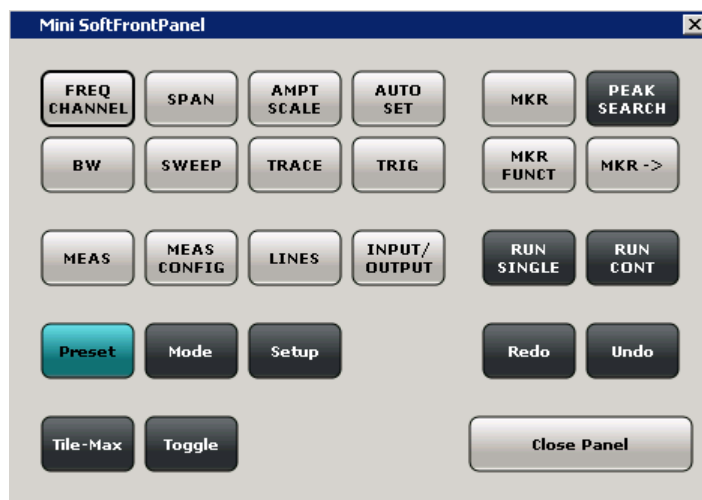 Mini SoftFrontPanel
FREQ
CHANNEL
SPAN
AMPT
SCALE
AUTO
SET
MKR
PEAK
SEARCH
BW
SWEEP
TRACE
TRIG
MKR
FUNCT
MKR ->
MEAS
MEAS
CONFIG
LINES
INPUT/
OUTPUT
RUN
SINGLE
RUN
CONT
Preset
Mode
Setup
Redo
Undo
Tile-Max
Toggle
Close Panel